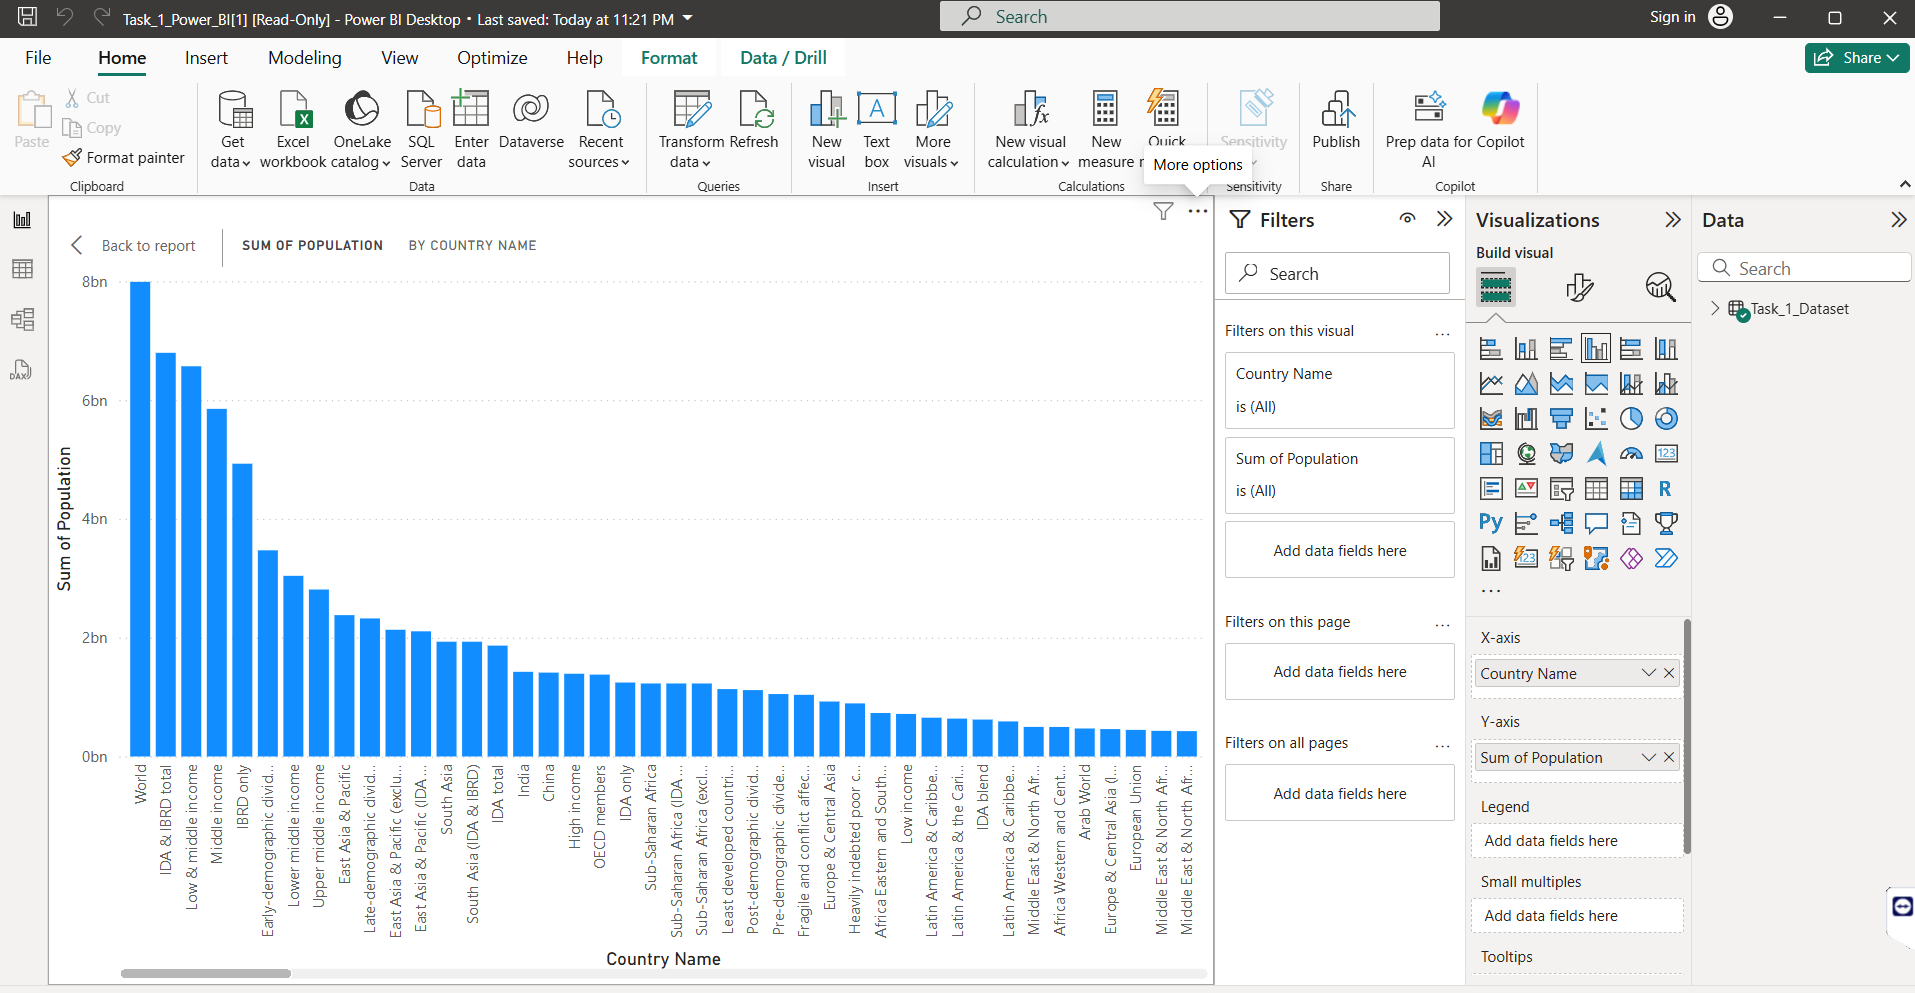 Task_1_Power_BI[1] [Read-Only] - Power BI Desktop • Last saved: Today at 11:21 PM
Search
Sign in
File
Home
Insert
Modeling
View
Optimize
Help
Format
Data / Drill
Share
Paste
Cut
Copy
Format painter
Clipboard
Get data
Excel workbook
OneLake catalog
SQL Server
Enter data
Dataverse
Recent sources
Data
Transform data
Refresh
Queries
New visual
Text box
More visuals
Insert
New visual calculation
New measure
Quick
Calculations
More options
Sensitivity
Sensitivity
Publish
Share
Prep data for AI
Copilot
Copilot
Back to report
SUM OF POPULATION
BY COUNTRY NAME
8bn
6bn
4bn
2bn
0bn
Sum of Population
World
IDA & IBRD total
Low & middle income
Middle income
IBRD only
Early-demographic divid...
Lower middle income
Upper middle income
East Asia & Pacific
Late-demographic divid...
East Asia & Pacific (exclu...
East Asia & Pacific (IDA ...
South Asia
South Asia (IDA & IBRD)
IDA total
India
China
High income
OECD members
IDA only
Sub-Saharan Africa
Sub-Saharan Africa (IDA ...
Sub-Saharan Africa (excl...
Least developed countri...
Post-demographic divid...
Pre-demographic divide...
Fragile and conflict affec...
Europe & Central Asia
Heavily indebted poor c...
Africa Eastern and South...
Low income
Latin America & Caribbe...
Latin America & the Cari...
IDA blend
Latin America & Caribbe...
Middle East & North Afr...
Africa Western and Cent...
Arab World
Europe & Central Asia (I...
European Union
Middle East & North Afr...
Middle East & North Afr...
Country Name
Filters
Search
Filters on this visual
...
Country Name
is (All)
Sum of Population
is (All)
Add data fields here
Filters on this page
...
Add data fields here
Filters on all pages
...
Add data fields here
Visualizations
Build visual
123
R
Py
123
...
X-axis
Country Name
Y-axis
Sum of Population
Legend
Add data fields here
Small multiples
Add data fields here
Tooltips
Data
Search
Task_1_Dataset
DAX